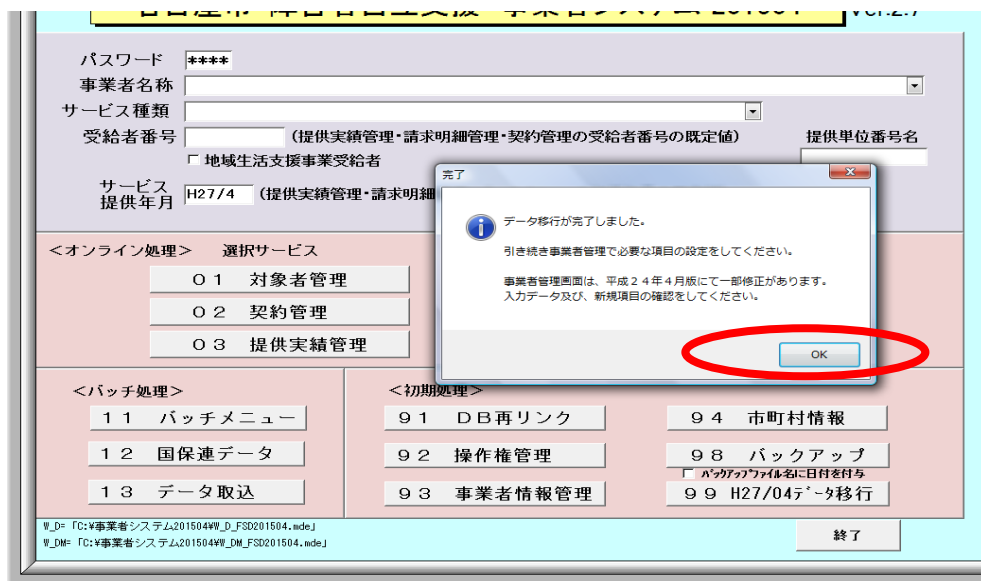 パスワード ****
事業者名称
サービス種類
受給者番号 (提供実績管理・請求明細管理・契約管理の受給者番号の既定値) 提供単位番号名
地域生活支援事業受給者
サービス提供年月 H27/4 (提供実績管理・請求明細
完了
データ移行が完了しました。
引き続き事業者管理で必要な項目の設定をしてください。
事業者管理画面は、平成24年4月版にて一部修正があります。
入力データ及び、新規項目の確認をしてください。
OK
<オンライン処理> 選択サービス
01 対象者管理
02 契約管理
03 提供実績管理
<バッチ処理> <初期処理>
11 バッチメニュー 91 DB再リンク 94 市町村情報
12 国保連データ 92 操作権管理 98 バックアップ
バックアップファイル名に日付を付与
13 データ取込 93 事業者情報管理 99 H27/04データ移行
W_D= 「C:¥事業者システム201504¥W_D_FSD201504.mde」
W_DM= 「C:¥事業者システム201504¥W_DM_FSD201504.mde」
終了